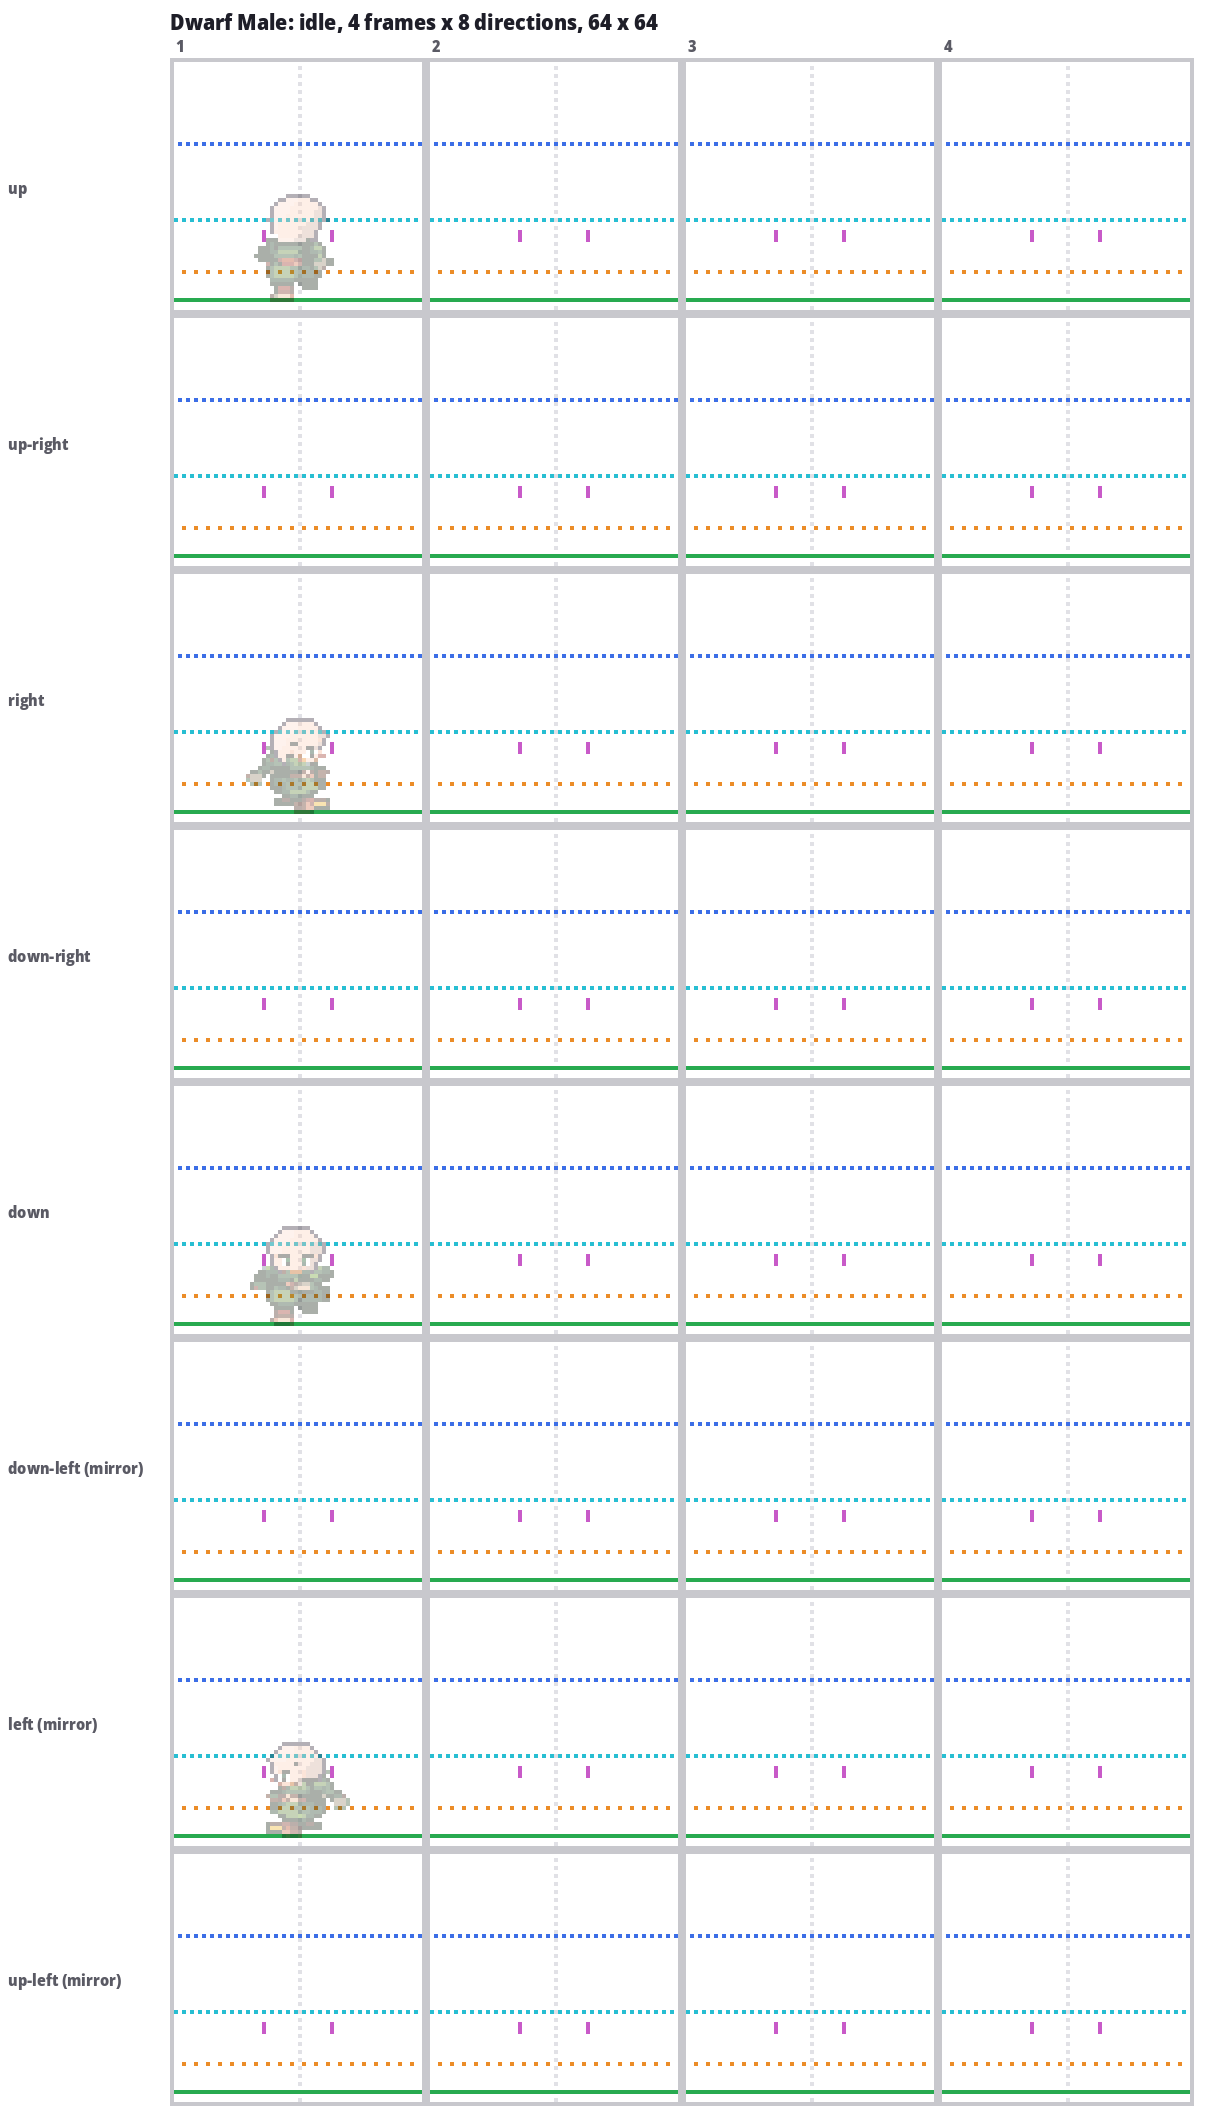 Dwarf Male: idle, 4 frames x 8 directions, 64 x 64
1 2 3 4
up
up-right
right
down-right
down
down-left (mirror)
left (mirror)
up-left (mirror)